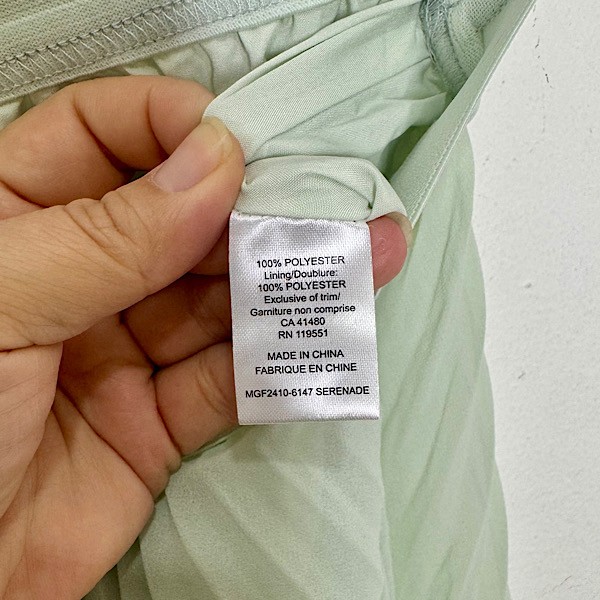 100% POLYESTER
Lining/Doublure:
100% POLYESTER
Exclusive of trim/
Garniture non comprise
CA 41480
RN 119551
MADE IN CHINA
FABRIQUE EN CHINE
MGF2410-6147 SERENADE